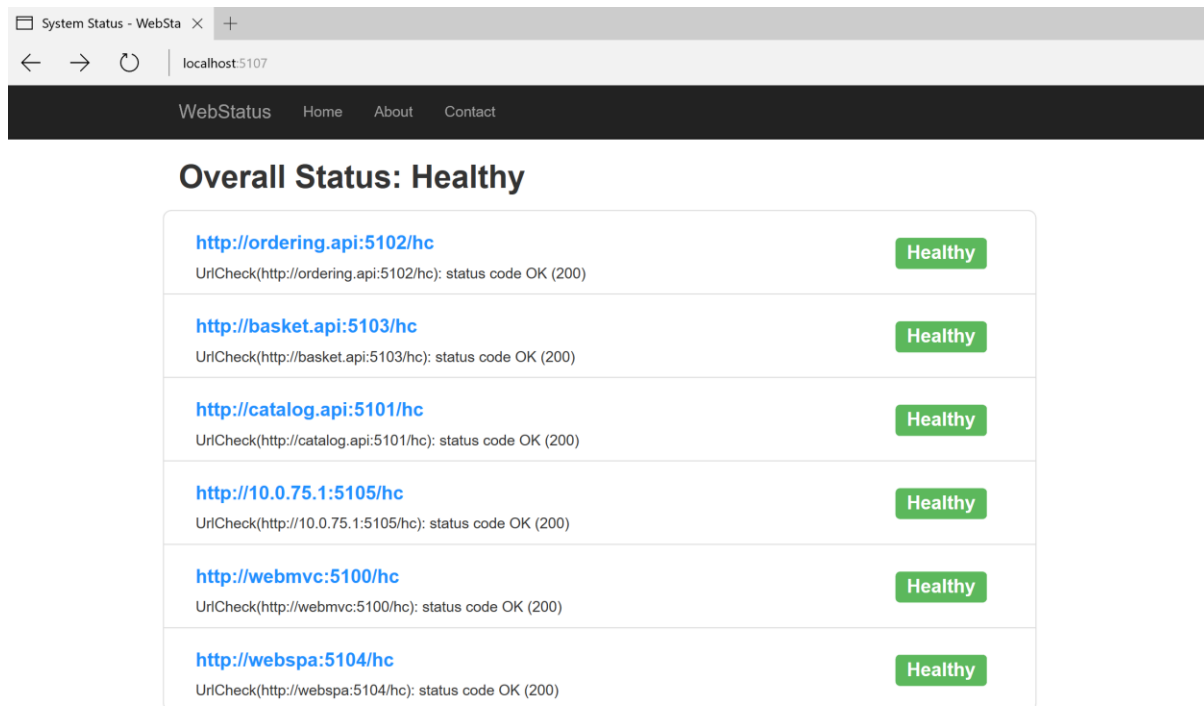 System Status - WebSta
localhost:5107
WebStatus Home About Contact
Overall Status: Healthy
http://ordering.api:5102/hc
Healthy
UrlCheck(http://ordering.api:5102/hc): status code OK (200)
http://basket.api:5103/hc
Healthy
UrlCheck(http://basket.api:5103/hc): status code OK (200)
http://catalog.api:5101/hc
Healthy
UrlCheck(http://catalog.api:5101/hc): status code OK (200)
http://10.0.75.1:5105/hc
Healthy
UrlCheck(http://10.0.75.1:5105/hc): status code OK (200)
http://webmvc:5100/hc
Healthy
UrlCheck(http://webmvc:5100/hc): status code OK (200)
http://webspa:5104/hc
Healthy
UrlCheck(http://webspa:5104/hc): status code OK (200)